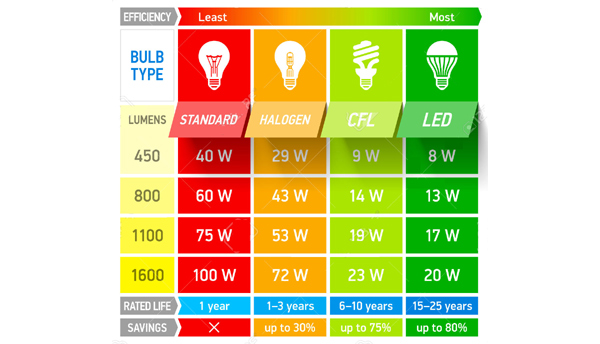 EFFICIENCY Least Most
BULB
TYPE
LUMENS STANDARD HALOGEN CFL LED
450 40 W 29 W 9 W 8 W
800 60 W 43 W 14 W 13 W
1100 75 W 53 W 19 W 17 W
1600 100 W 72 W 23 W 20 W
RATED LIFE 1 year 1–3 years 6–10 years 15–25 years
SAVINGS up to 30% up to 75% up to 80%